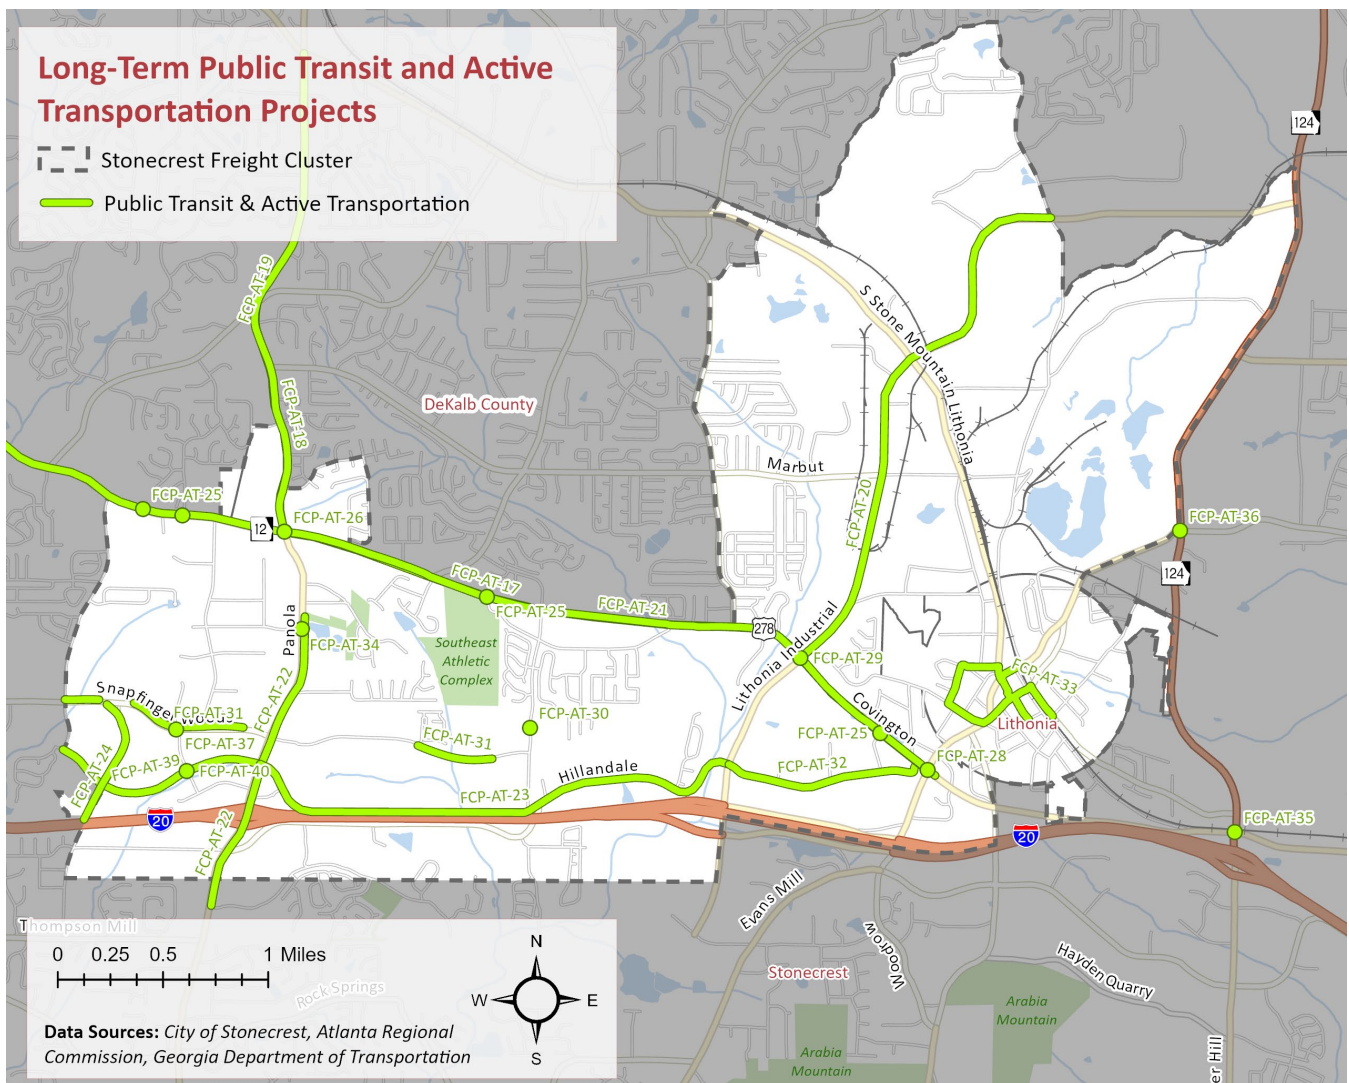 Long-Term Public Transit and Active
Transportation Projects
Stonecrest Freight Cluster
Public Transit & Active Transportation
124
FCP-AT-19
S Stone Mountain Lithonia
FCP-AT-18
DeKalb County
Marbut
FCP-AT-20
FCP-AT-25
FCP-AT-26
12
FCP-AT-36
124
FCP-AT-17
FCP-AT-25
FCP-AT-21
278
Panola
FCP-AT-34
Southeast
Athletic
Complex
Lithonia Industrial
FCP-AT-29
FCP-AT-33
Lithonia
Snapfinger Woods
FCP-AT-31
FCP-AT-22
FCP-AT-30
Covington
FCP-AT-25
FCP-AT-37
FCP-AT-31
FCP-AT-24
FCP-AT-39
FCP-AT-40
Hillandale
FCP-AT-32
FCP-AT-28
FCP-AT-23
20
FCP-AT-22
20
FCP-AT-35
Evans Mill
Woodrow
Thompson Mill
Stonecrest
Hayden Quarry
Rock Springs
Arabia
Mountain
Arabia
Mountain
er Hill
0 0.25 0.5 1 Miles
N
W E
S
Data Sources: City of Stonecrest, Atlanta Regional
Commission, Georgia Department of Transportation